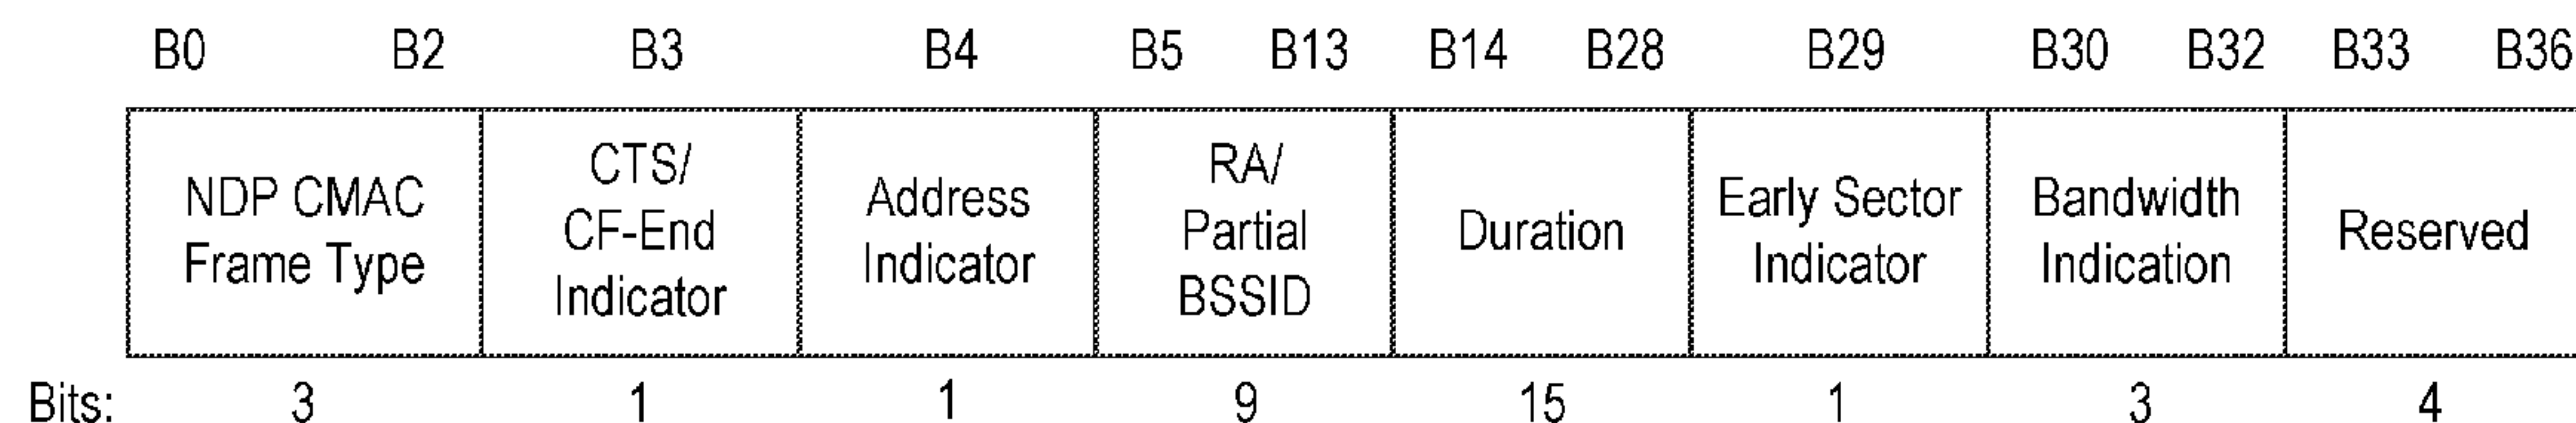 B0 B2 B3 B4 B5 B13 B14 B28 B29 B30 B32 B33 B36
NDP CMAC
Frame Type
CTS/
CF-End
Indicator
Address
Indicator
RA/
Partial
BSSID
Duration
Early Sector
Indicator
Bandwidth
Indication
Reserved
Bits: 3 1 1 9 15 1 3 4